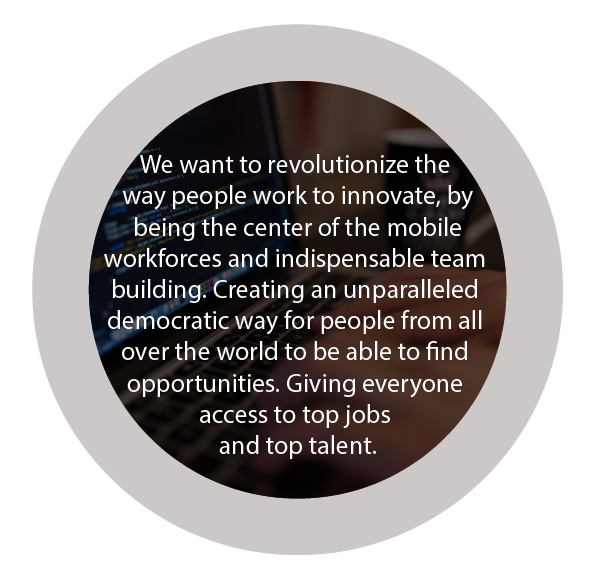 We want to revolutionize the
way people work to innovate, by
being the center of the mobile
workforces and indispensable team
building. Creating an unparalleled
democratic way for people from all
over the world to be able to find
opportunities. Giving everyone
access to top jobs
and top talent.